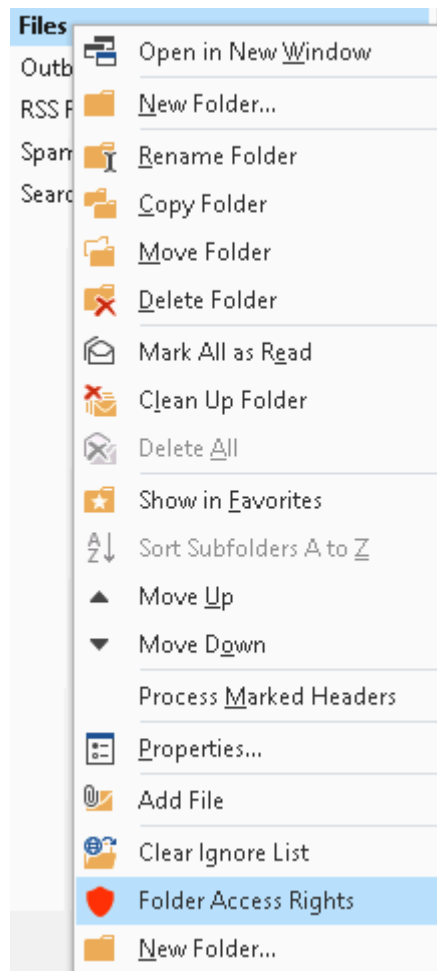 Files
Outb
RSS F
Spam
Searc
Open in New Window
New Folder...
Rename Folder
Copy Folder
Move Folder
Delete Folder
Mark All as Read
Clean Up Folder
Delete All
Show in Favorites
Sort Subfolders A to Z
Move Up
Move Down
Process Marked Headers
Properties...
Add File
Clear Ignore List
Folder Access Rights
New Folder...